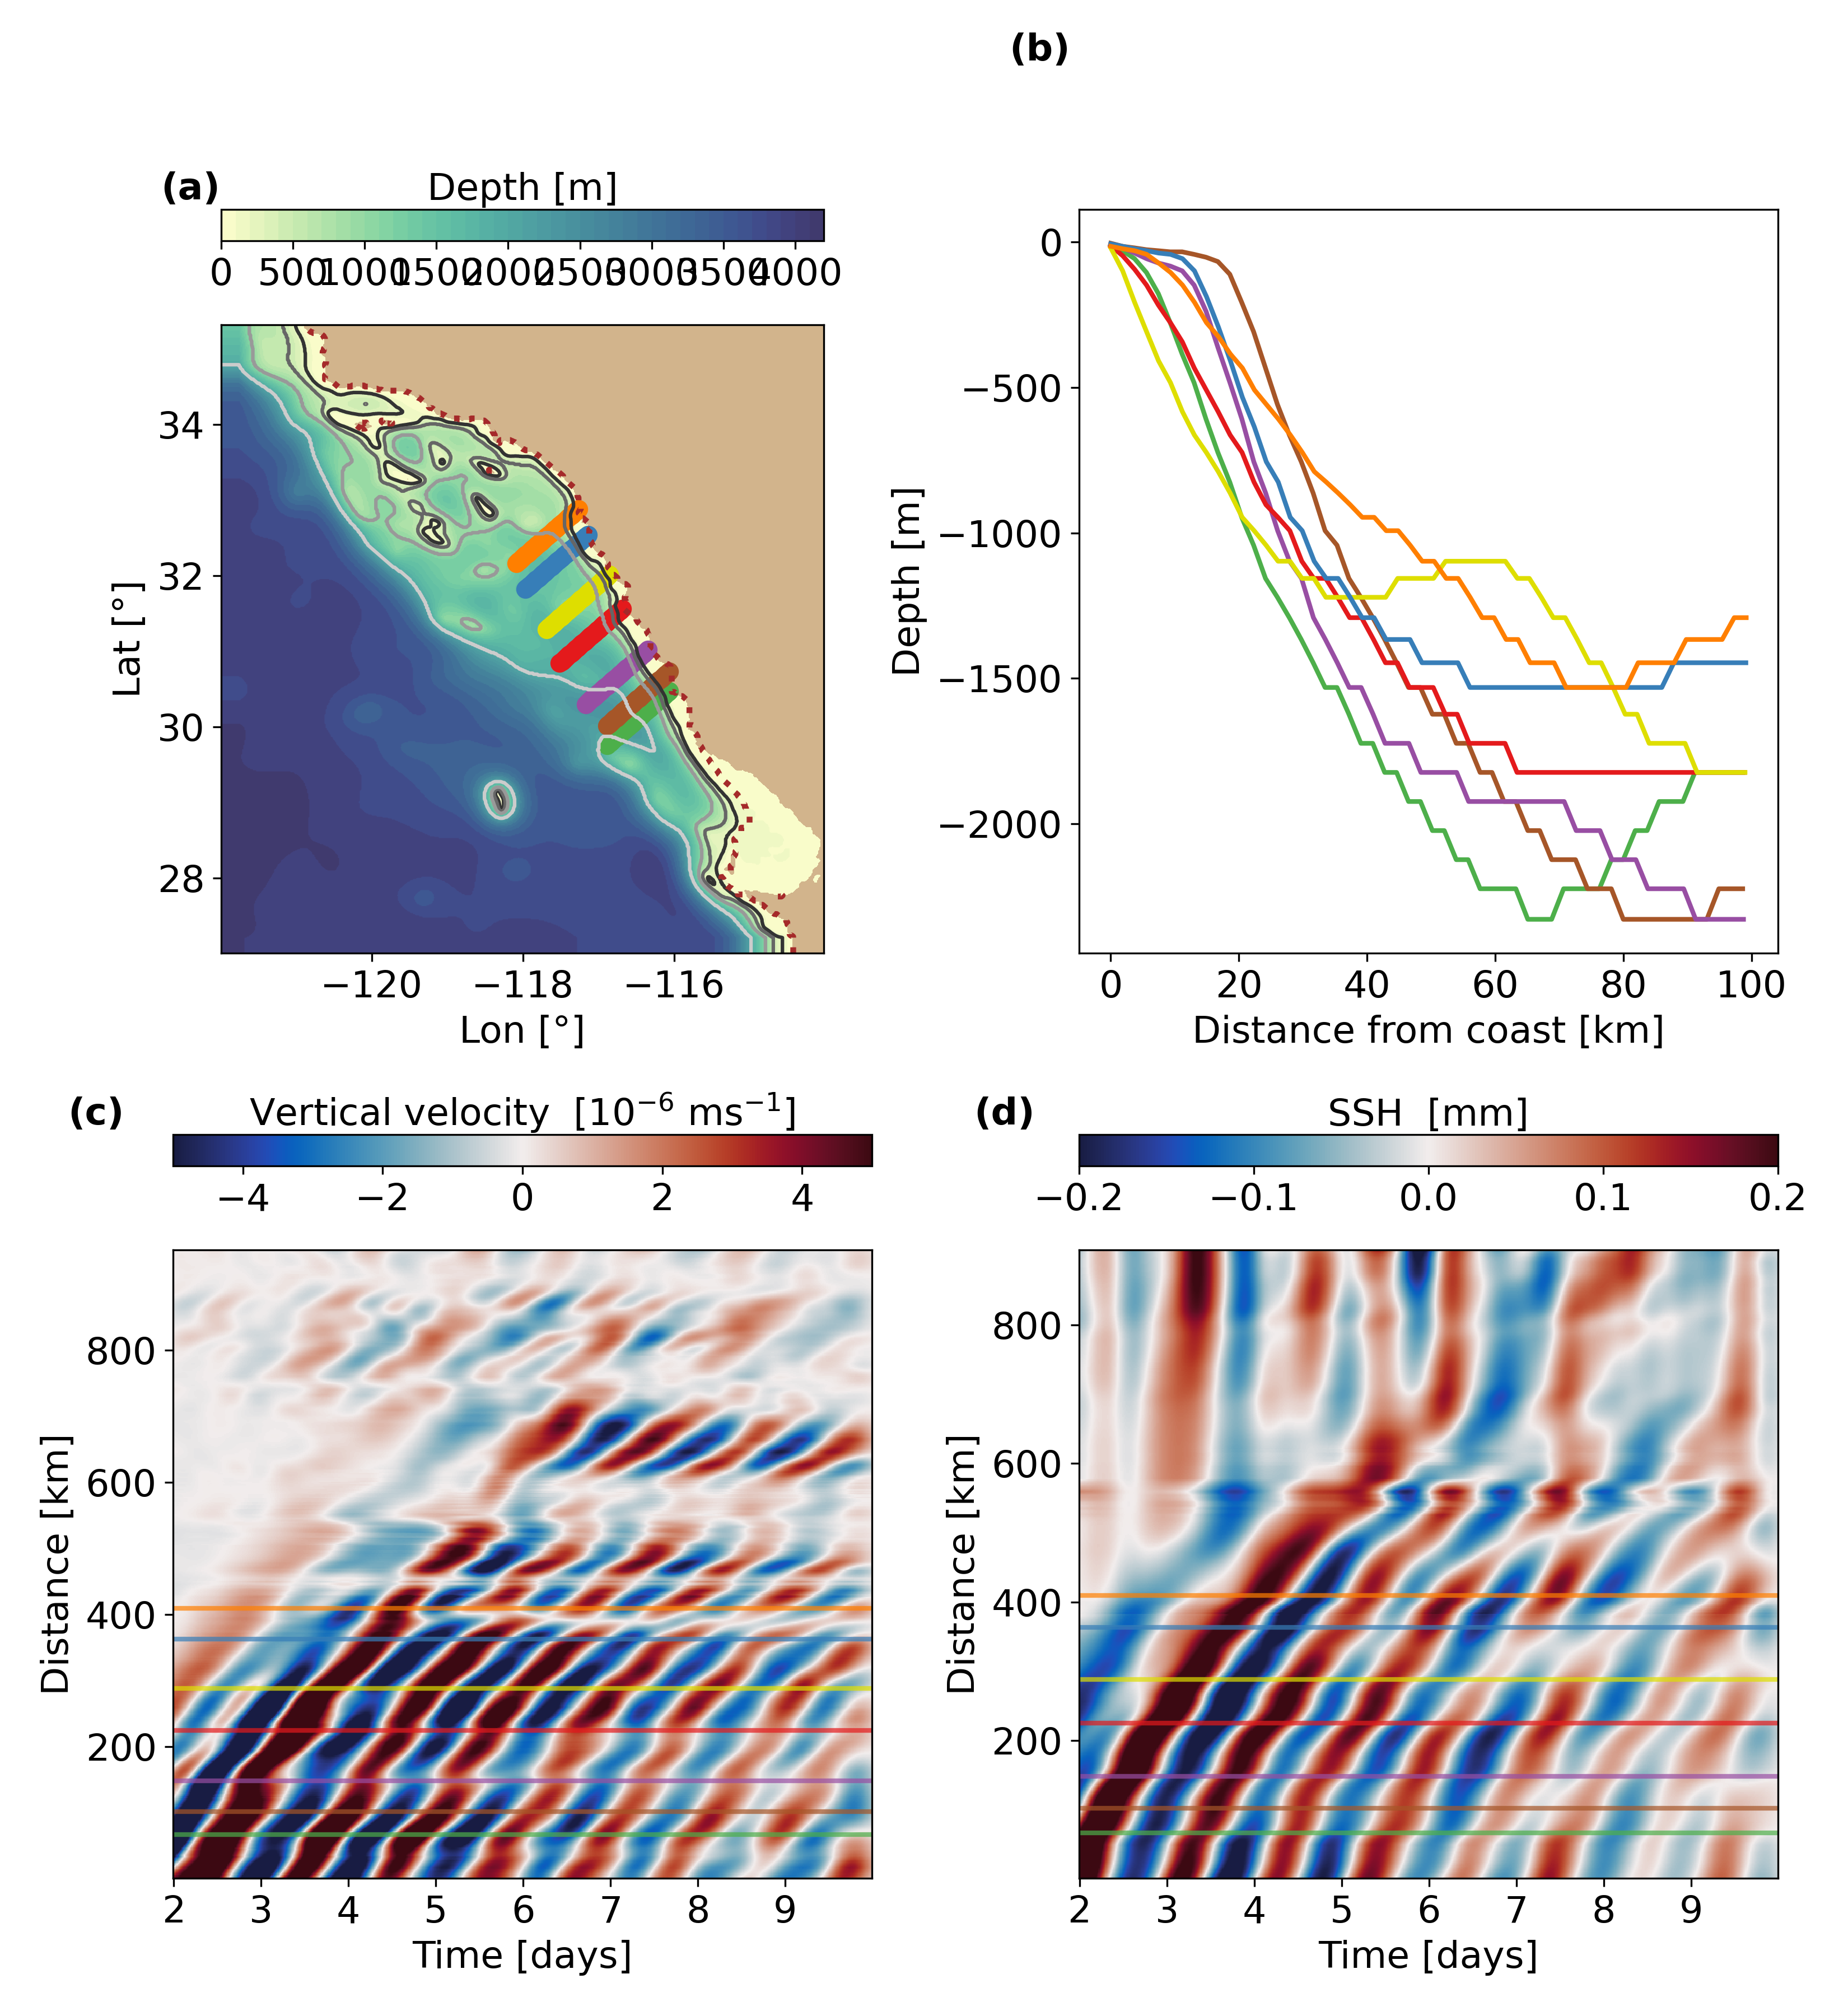 (b)
(a) Depth [m]
0 500 1000 1500 2000 2500 3000 3500 4000
34
32
30
28
Lat [°]
−120 −118 −116
Lon [°]
0
−500
−1000
−1500
−2000
Depth [m]
0 20 40 60 80 100
Distance from coast [km]
(c) Vertical velocity [10⁻⁶ ms⁻¹]
−4 −2 0 2 4
800
600
400
200
Distance [km]
2 3 4 5 6 7 8 9
Time [days]
(d) SSH [mm]
−0.2 −0.1 0.0 0.1 0.2
800
600
400
200
Distance [km]
2 3 4 5 6 7 8 9
Time [days]